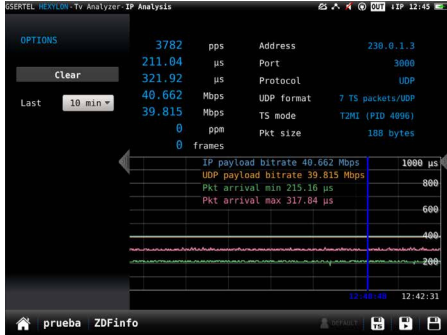 GSERTEL HEXYLON-Tv Analyzer-IP Analysis OUT ↓IP 12:45
OPTIONS
Clear
Last 10 min
3782 pps Address 230.0.1.3
211.04 µs Port 3000
321.92 µs Protocol UDP
40.662 Mbps UDP format 7 TS packets/UDP
39.815 Mbps TS mode T2MI (PID 4096)
0 ppm Pkt size 188 bytes
0 frames
IP payload bitrate 40.662 Mbps 1000 µs
UDP payload bitrate 39.815 Mbps
Pkt arrival min 215.16 µs 800
Pkt arrival max 317.84 µs
600
400
200
12:42:31
prueba ZDFinfo DEFAULT TS